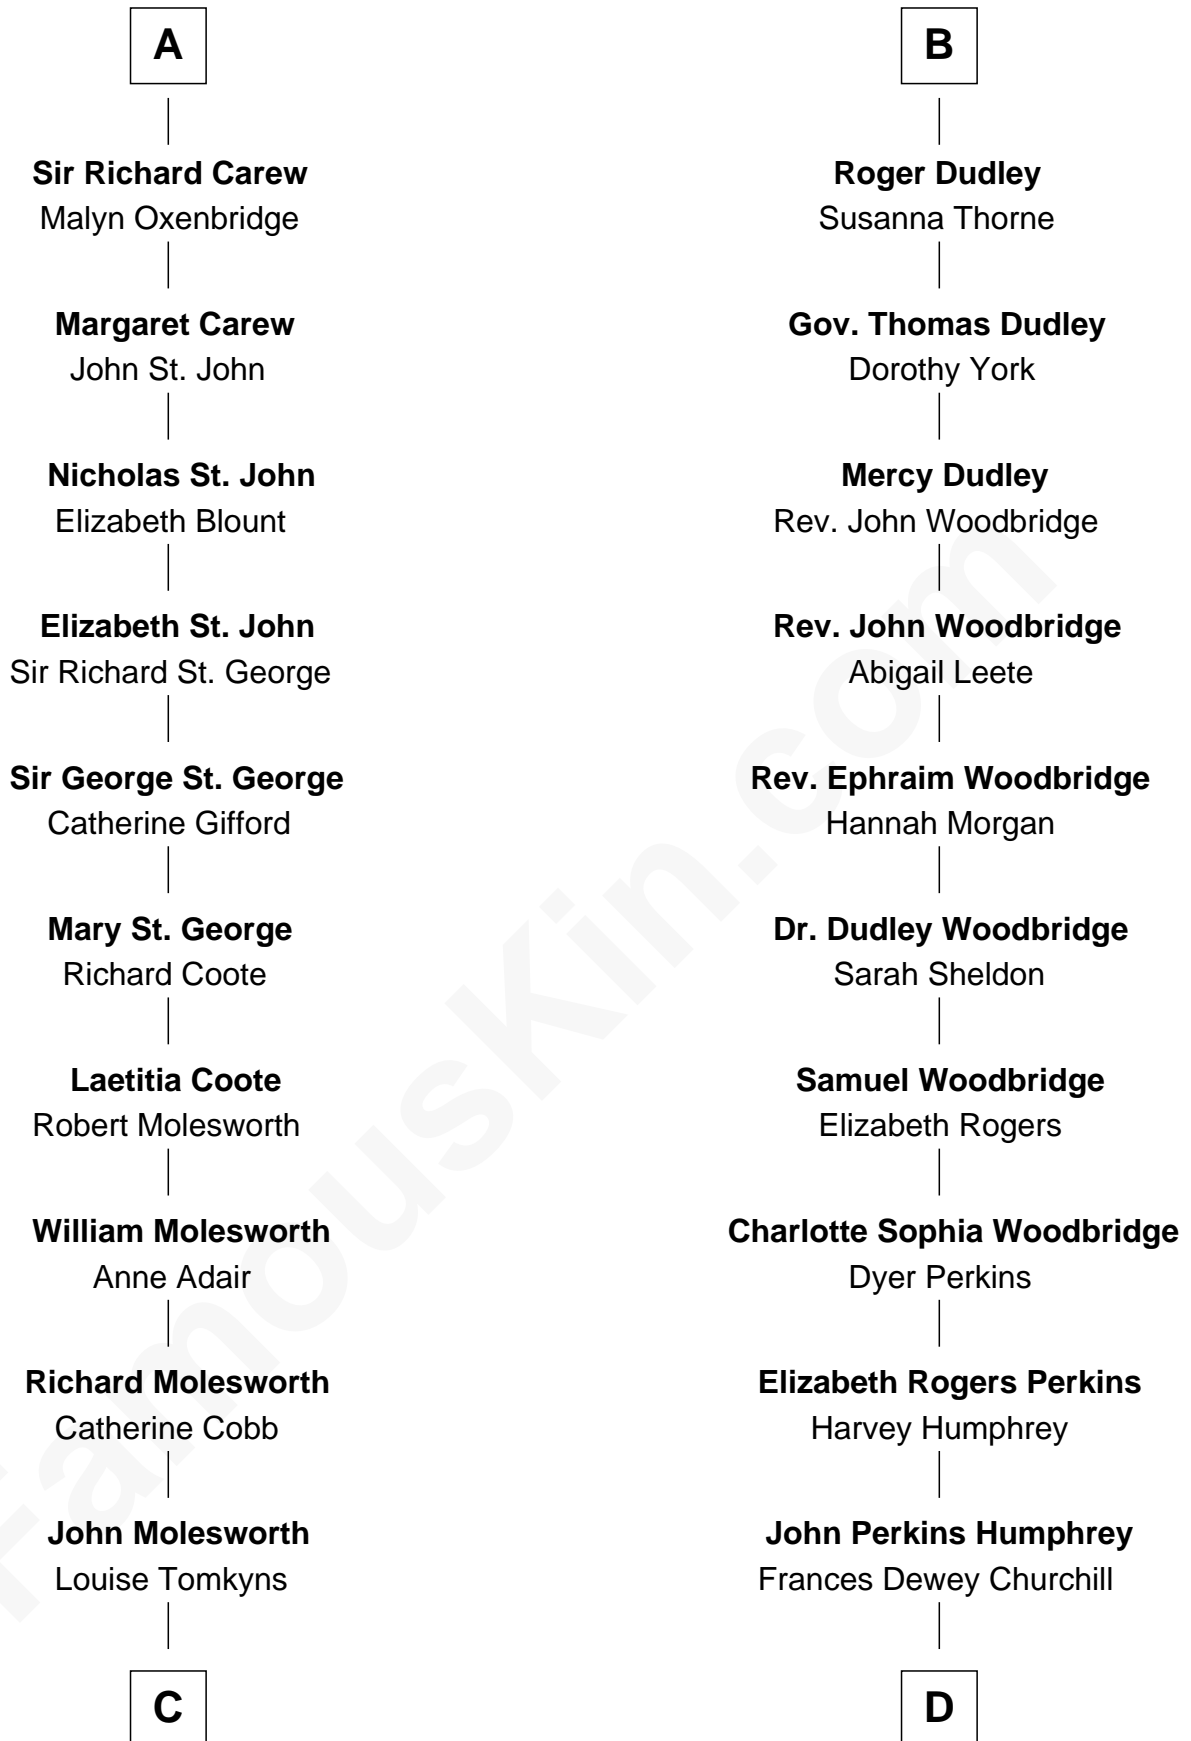 A
Sir Richard Carew
Malyn Oxenbridge
Margaret Carew
John St. John
Nicholas St. John
Elizabeth Blount
Elizabeth St. John
Sir Richard St. George
Sir George St. George
Catherine Gifford
Mary St. George
Richard Coote
Laetitia Coote
Robert Molesworth
William Molesworth
Anne Adair
Richard Molesworth
Catherine Cobb
John Molesworth
Louise Tomkyns
C
B
Roger Dudley
Susanna Thorne
Gov. Thomas Dudley
Dorothy York
Mercy Dudley
Rev. John Woodbridge
Rev. John Woodbridge
Abigail Leete
Rev. Ephraim Woodbridge
Hannah Morgan
Dr. Dudley Woodbridge
Sarah Sheldon
Samuel Woodbridge
Elizabeth Rogers
Charlotte Sophia Woodbridge
Dyer Perkins
Elizabeth Rogers Perkins
Harvey Humphrey
John Perkins Humphrey
Frances Dewey Churchill
D
FamousKin.com